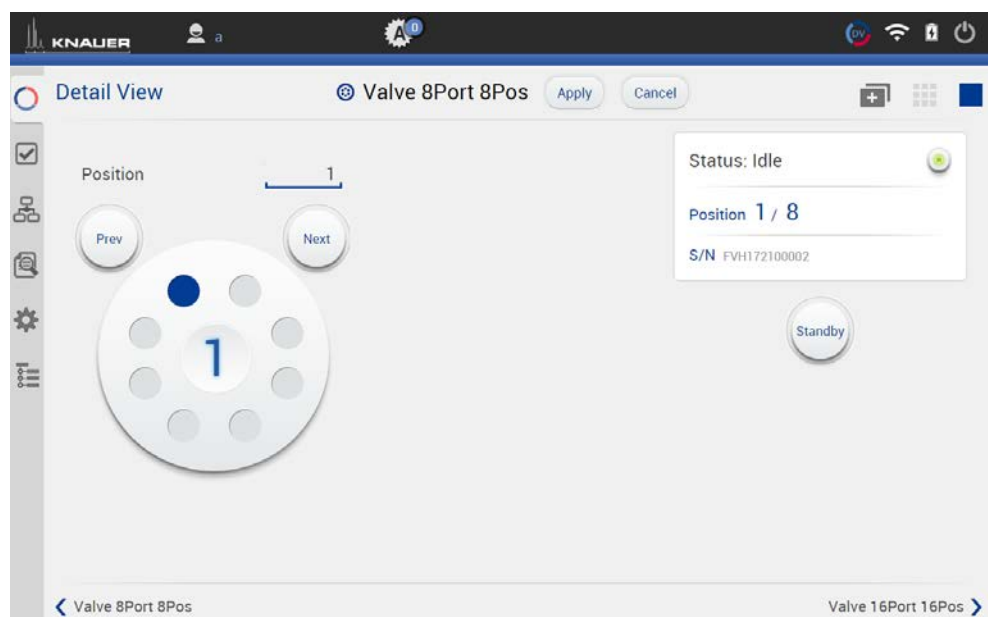 KNAUER a A 0 DV
Detail View Valve 8Port 8Pos Apply Cancel
Position 1
Prev Next
1
Status: Idle
Position 1 / 8
S/N FVH172100002
Standby
Valve 8Port 8Pos Valve 16Port 16Pos